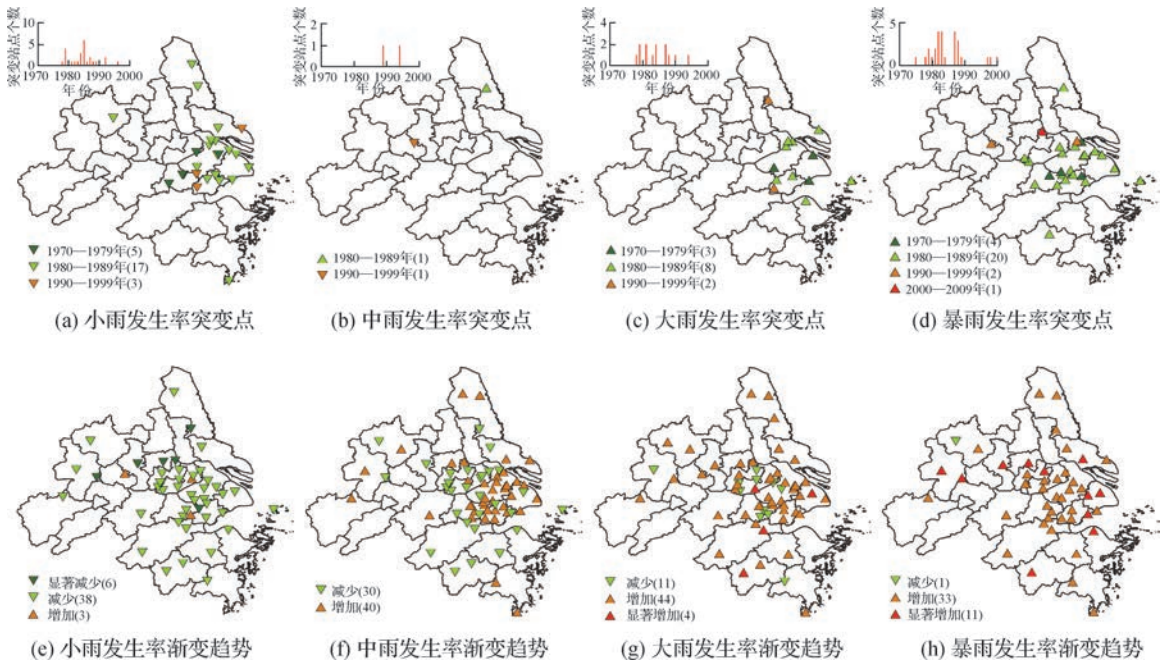 突变站点个数
10
5
0
1970 1980 1990 2000
年 份
1970—1979年(5)
1980—1989年(17)
1990—1999年(3)
(a) 小雨发生率突变点
突变站点个数
2
1
0
1970 1980 1990 2000
年 份
1980—1989年(1)
1990—1999年(1)
(b) 中雨发生率突变点
突变站点个数
4
2
0
1970 1980 1990 2000
年 份
1970—1979年(3)
1980—1989年(8)
1990—1999年(2)
(c) 大雨发生率突变点
突变站点个数
5
0
1970 1980 1990 2000
年 份
1970—1979年(4)
1980—1989年(20)
1990—1999年(2)
2000—2009年(1)
(d) 暴雨发生率突变点
显著减少(6)
减少(38)
增加(3)
(e) 小雨发生率渐变趋势
减少(30)
增加(40)
(f) 中雨发生率渐变趋势
减少(11)
增加(44)
显著增加(4)
(g) 大雨发生率渐变趋势
减少(1)
增加(33)
显著增加(11)
(h) 暴雨发生率渐变趋势